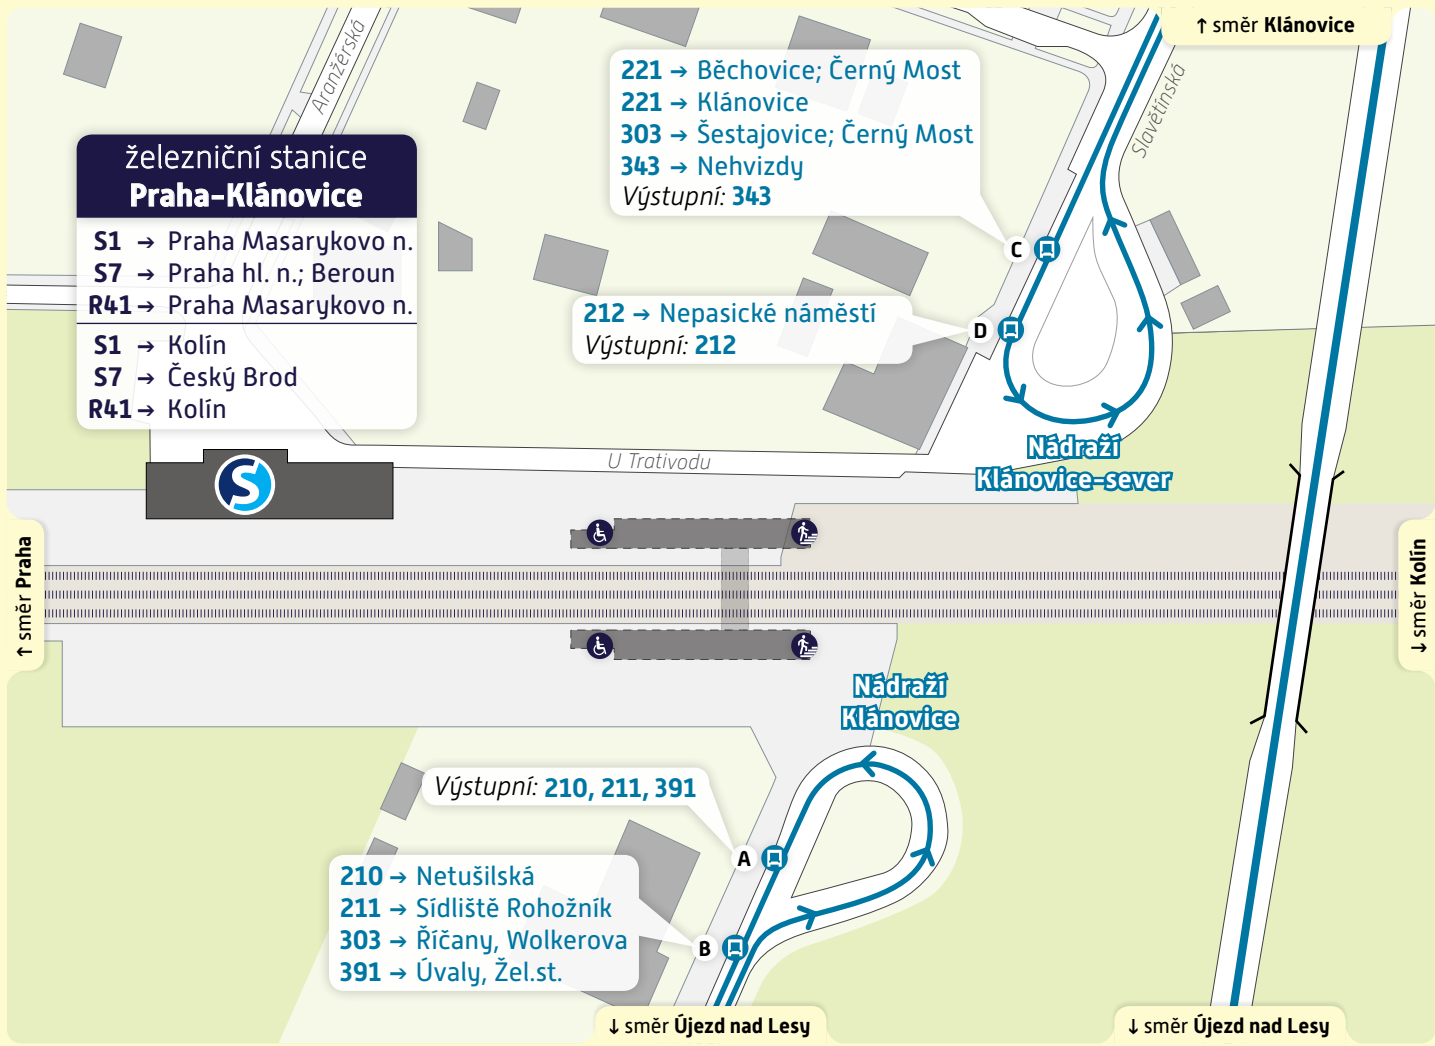 ↑ směr Klánovice
Aranžérská
Slavětínská
221 → Běchovice; Černý Most
221 → Klánovice
303 → Šestajovice; Černý Most
343 → Nehvizdy
Výstupní: 343
železniční stanice
Praha-Klánovice
S1 → Praha Masarykovo n.
S7 → Praha hl. n.; Beroun
R41 → Praha Masarykovo n.
S1 → Kolín
S7 → Český Brod
R41 → Kolín
C
212 → Nepasické náměstí
Výstupní: 212
D
Nádraží
Klánovice-sever
U Trativodu
S
↑ směr Praha
↓ směr Kolín
Nádraží
Klánovice
Výstupní: 210, 211, 391
A
210 → Netušilská
211 → Sídliště Rohožník
303 → Říčany, Wolkerova
391 → Úvaly, Žel.st.
B
↓ směr Újezd nad Lesy
↓ směr Újezd nad Lesy